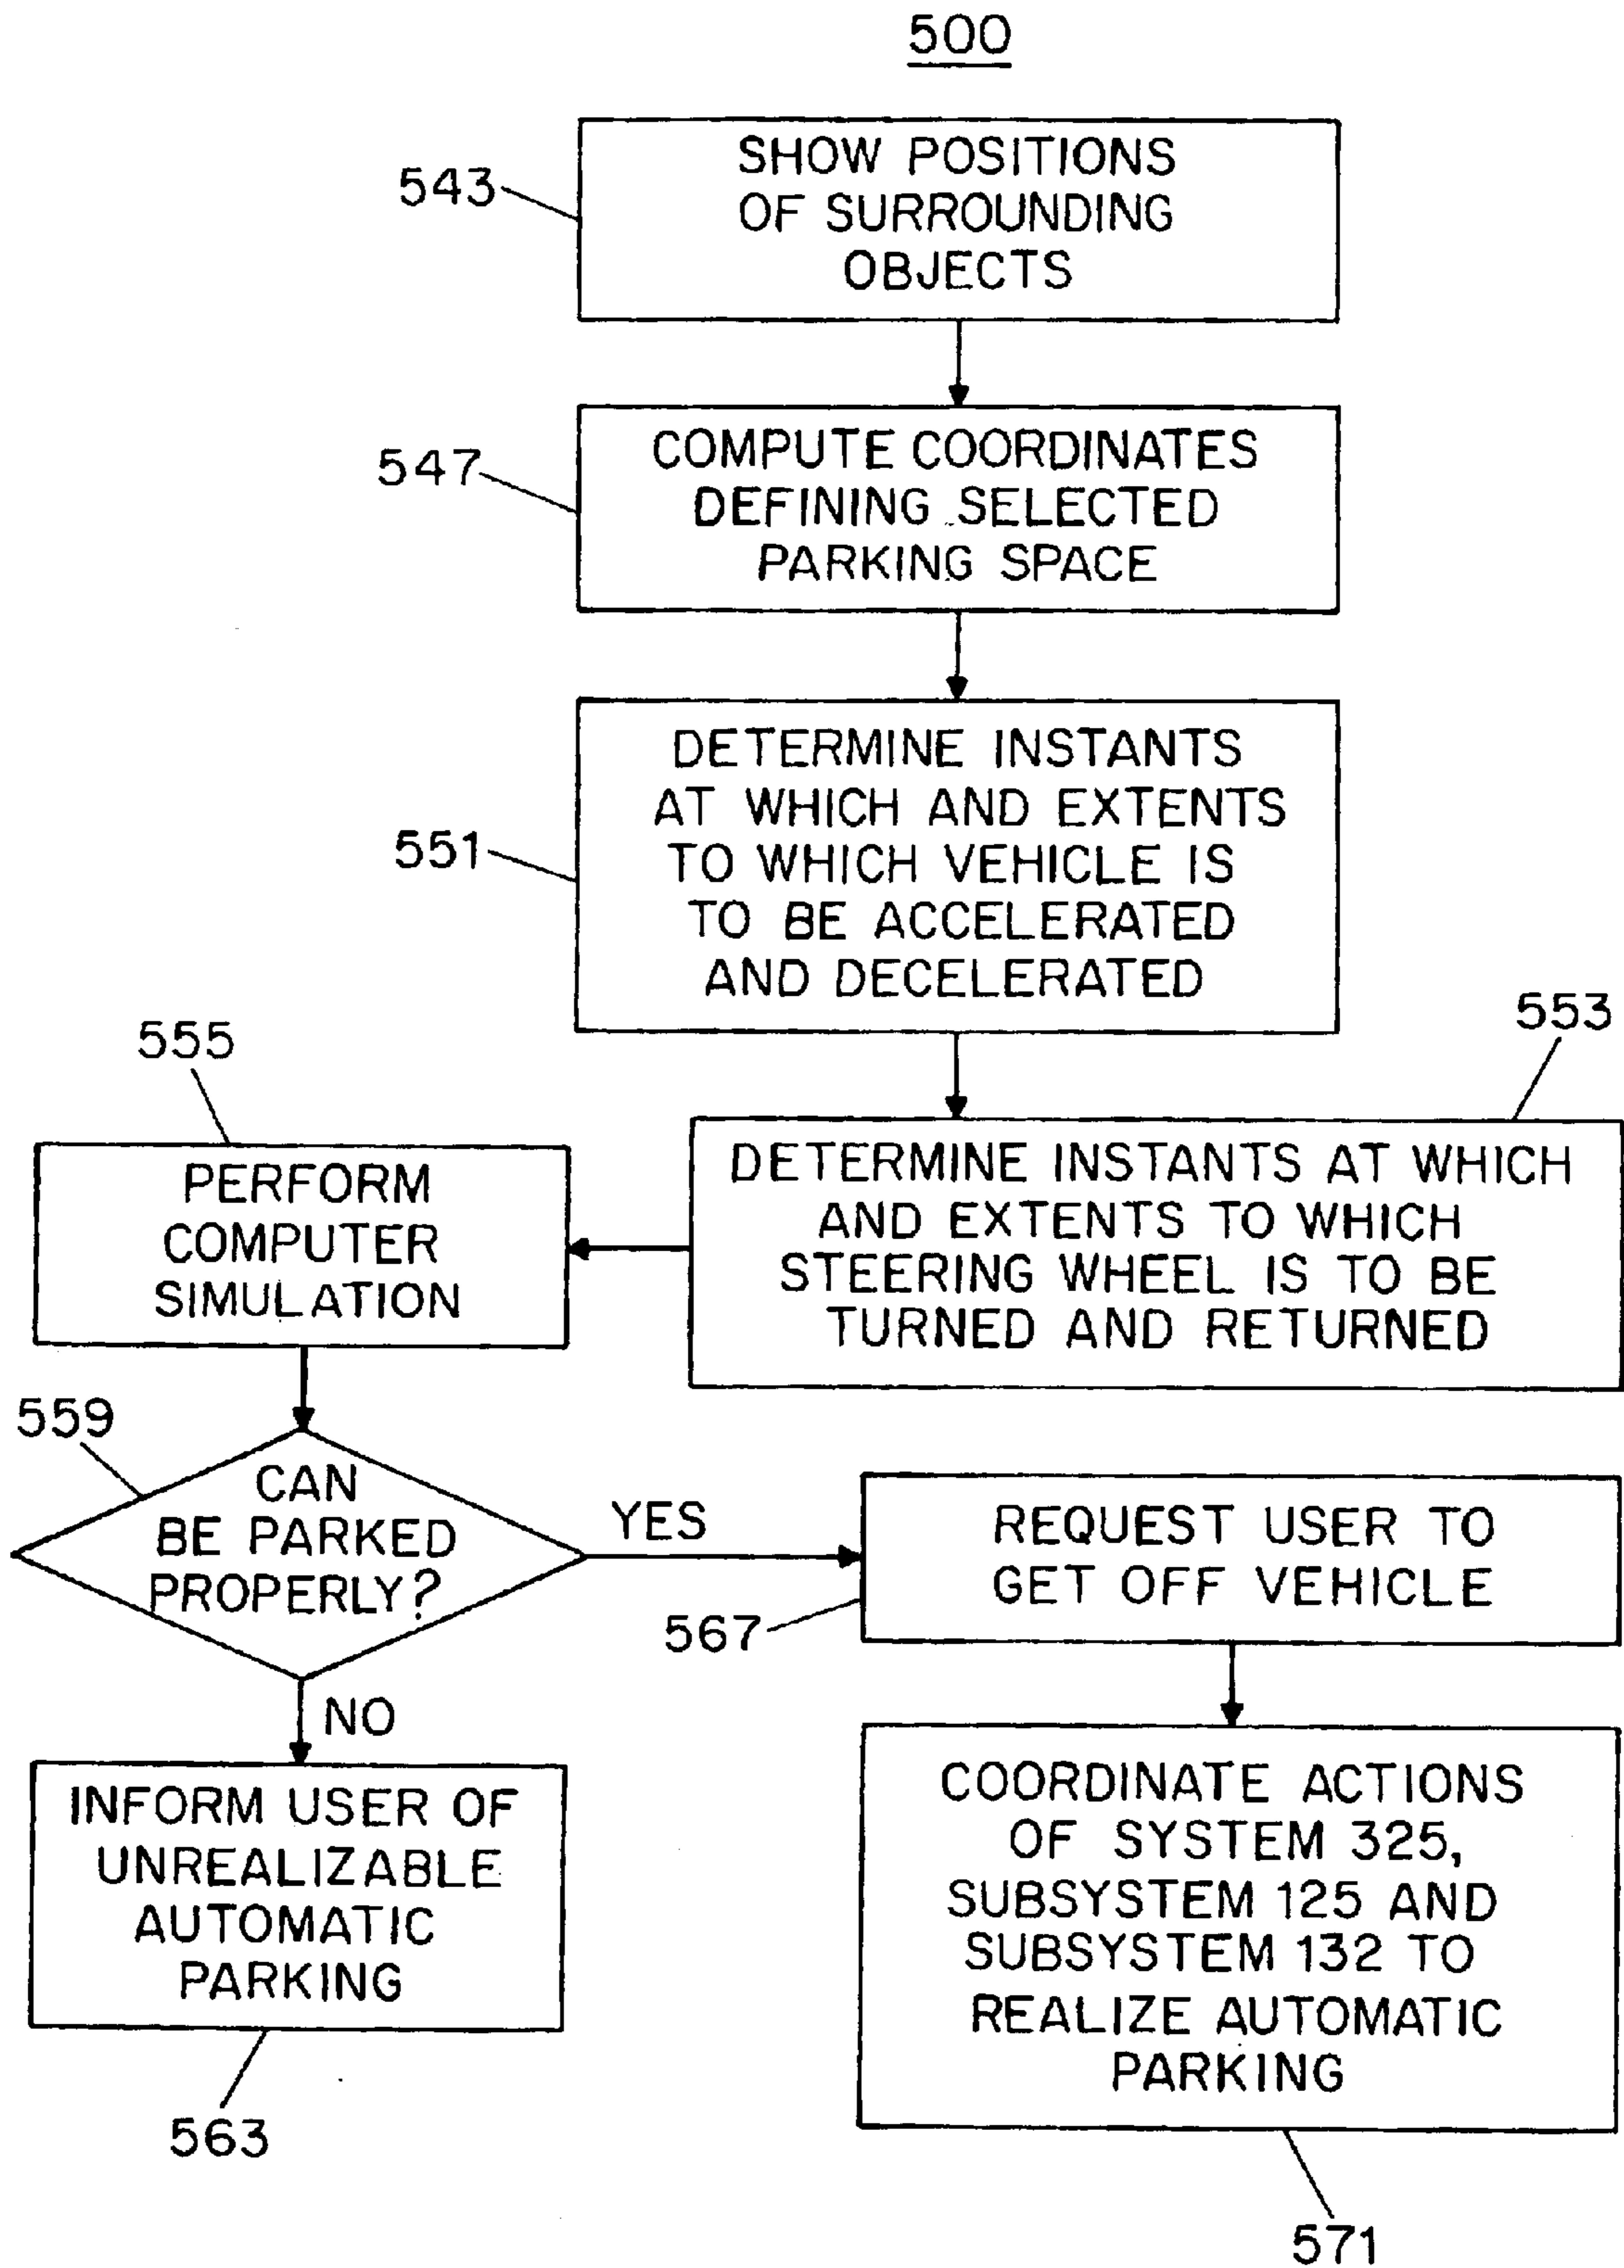 500
543
SHOW POSITIONS
OF SURROUNDING
OBJECTS
547
COMPUTE COORDINATES
DEFINING SELECTED
PARKING SPACE
551
DETERMINE INSTANTS
AT WHICH AND EXTENTS
TO WHICH VEHICLE IS
TO BE ACCELERATED
AND DECELERATED
553
DETERMINE INSTANTS AT WHICH
AND EXTENTS TO WHICH
STEERING WHEEL IS TO BE
TURNED AND RETURNED
555
PERFORM
COMPUTER
SIMULATION
559
CAN
BE PARKED
PROPERLY?
YES
NO
567
REQUEST USER TO
GET OFF VEHICLE
INFORM USER OF
UNREALIZABLE
AUTOMATIC
PARKING
563
COORDINATE ACTIONS
OF SYSTEM 325,
SUBSYSTEM 125 AND
SUBSYSTEM 132 TO
REALIZE AUTOMATIC
PARKING
571